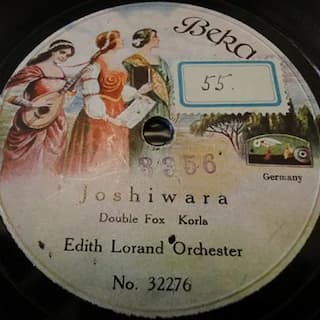 Beka
55.
8356
Germany
Joshiwara
Double Fox Korla
Edith Lorand Orchester
No. 32276